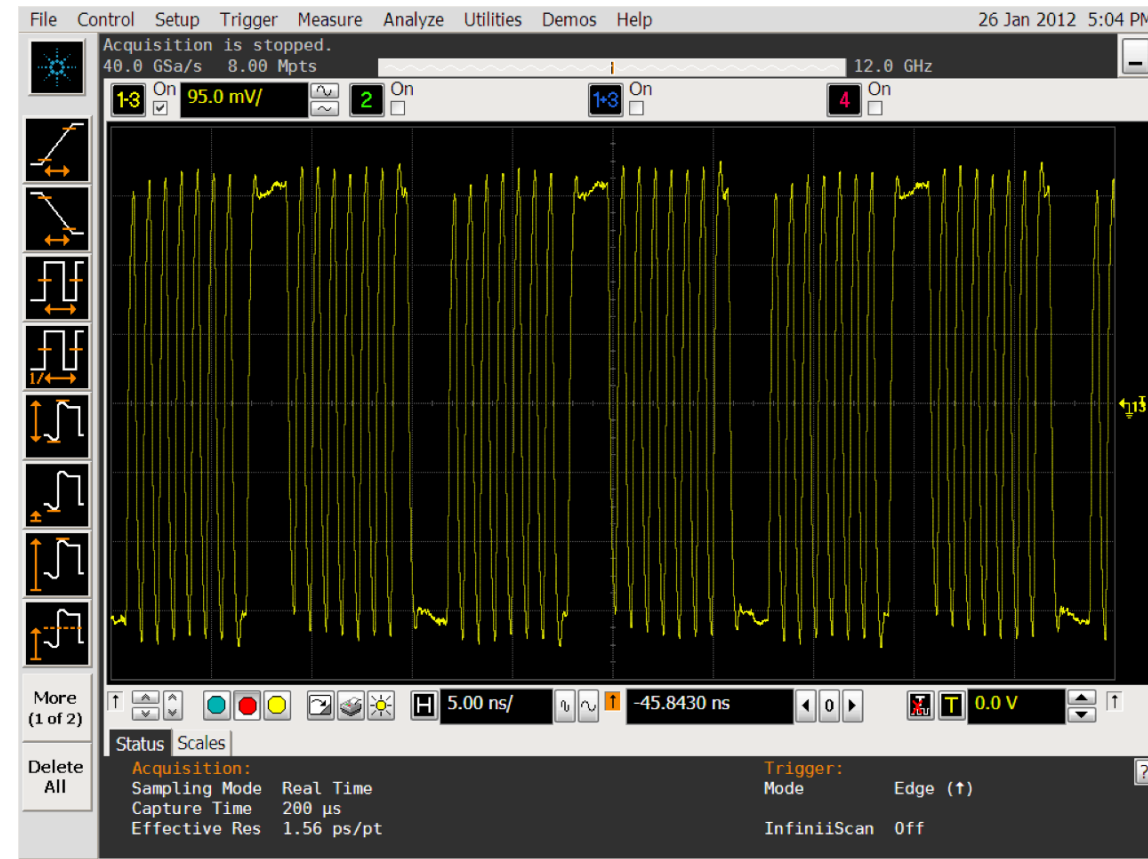 File Control Setup Trigger Measure Analyze Utilities Demos Help 26 Jan 2012 5:04 PM
Acquisition is stopped.
40.0 GSa/s 8.00 Mpts 12.0 GHz
1-3 On 95.0 mV/ 2 On 1+3 On 4 On
1/
T
More
(1 of 2)
H 5.00 ns/ -45.8430 ns 0 T 0.0 V
Status Scales
Delete
All
Acquisition: Trigger:
Sampling Mode Real Time Mode Edge (↑)
Capture Time 200 µs
Effective Res 1.56 ps/pt InfiniiScan Off
?